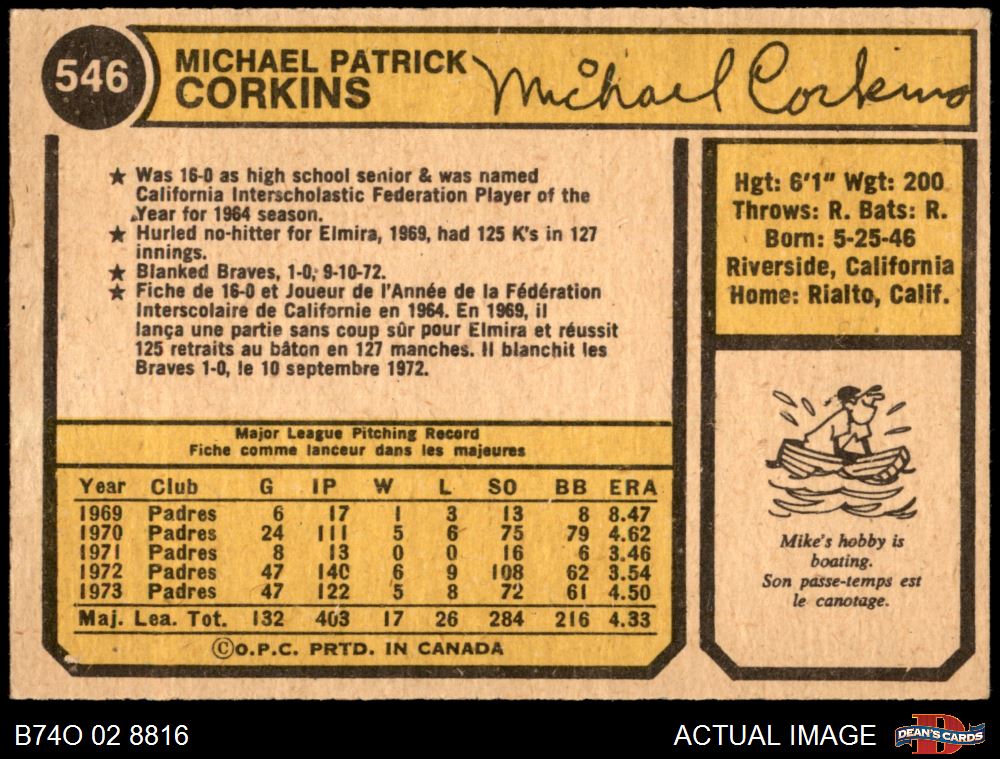 546
MICHAEL PATRICK
CORKINS
Michael Corkins
★ Was 16-0 as high school senior & was named
California Interscholastic Federation Player of the
Year for 1964 season.
★ Hurled no-hitter for Elmira, 1969, had 125 K's in 127
innings.
★ Blanked Braves, 1-0, 9-10-72.
★ Fiche de 16-0 et Joueur de l'Année de la Fédération
Interscolaire de Californie en 1964. En 1969, il
lança une partie sans coup sûr pour Elmira et réussit
125 retraits au bâton en 127 manches. Il blanchit les
Braves 1-0, le 10 septembre 1972.
Major League Pitching Record
Fiche comme lanceur dans les majeures
Year Club G IP W L SO BB ERA
1969 Padres 6 17 1 3 13 8 8.47
1970 Padres 24 111 5 6 75 79 4.62
1971 Padres 8 13 0 0 16 6 3.46
1972 Padres 47 140 6 9 108 62 3.54
1973 Padres 47 122 5 8 72 61 4.50
Maj. Lea. Tot. 132 403 17 26 284 216 4.33
©O.P.C. PRTD. IN CANADA
Hgt: 6'1" Wgt: 200
Throws: R. Bats: R.
Born: 5-25-46
Riverside, California
Home: Rialto, Calif.
Mike's hobby is
boating.
Son passe-temps est
le canotage.
B74O 02 8816
ACTUAL IMAGE
DEAN'S CARDS